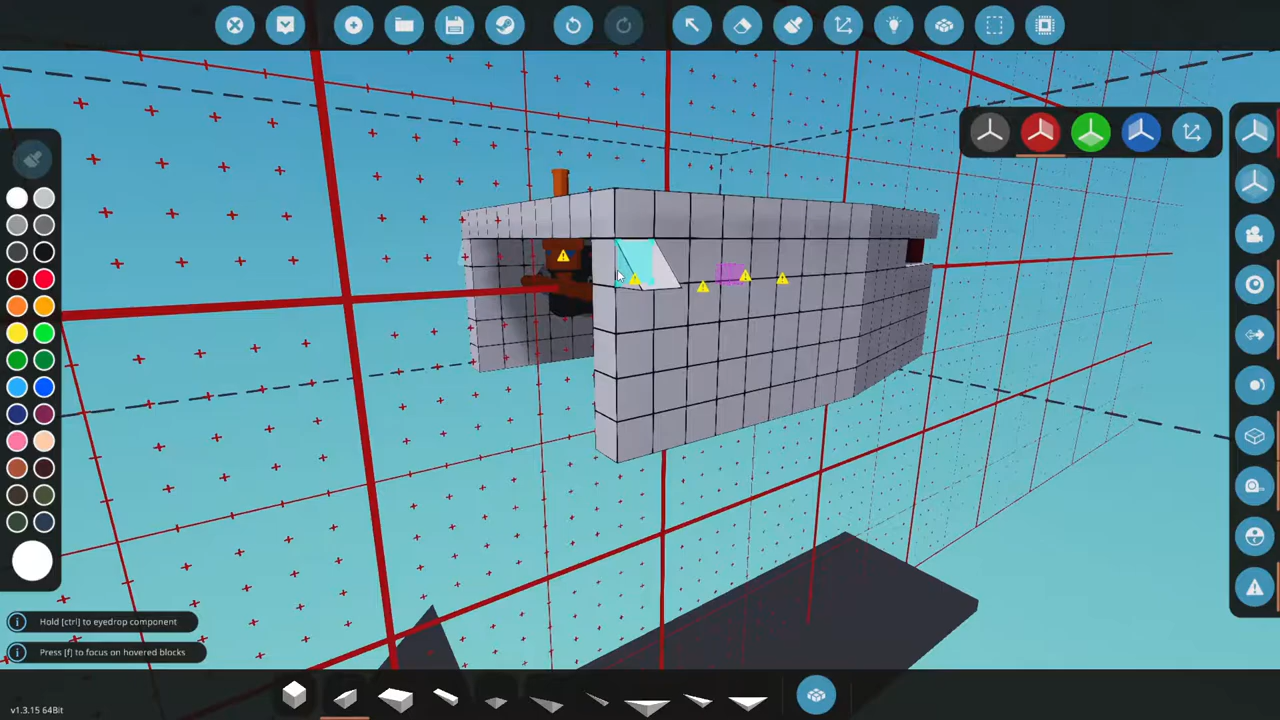 Hold [ctrl] to eyedrop component
Press [f] to focus on hovered blocks
v1.3.15 64Bit